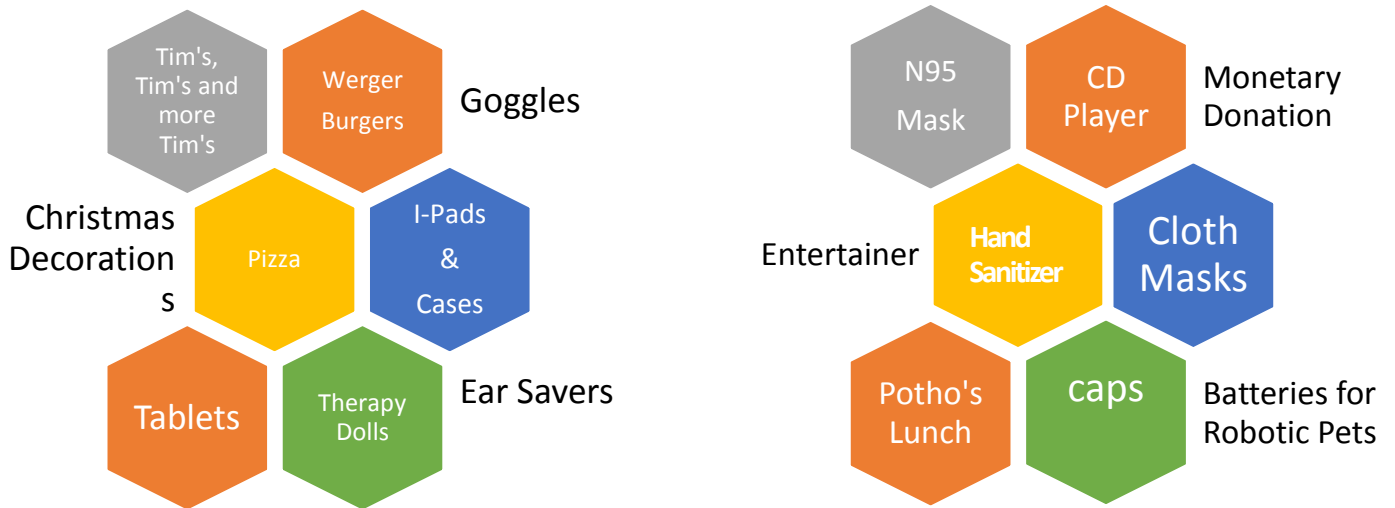 Tim's,
Tim's and
more
Tim's
Werger
Burgers
Goggles
Christmas
Decoration
s
Pizza
I-Pads
&
Cases
Tablets
Therapy
Dolls
Ear Savers
N95
Mask
CD
Player
Monetary
Donation
Entertainer
Hand
Sanitizer
Cloth
Masks
Potho's
Lunch
caps
Batteries for
Robotic Pets